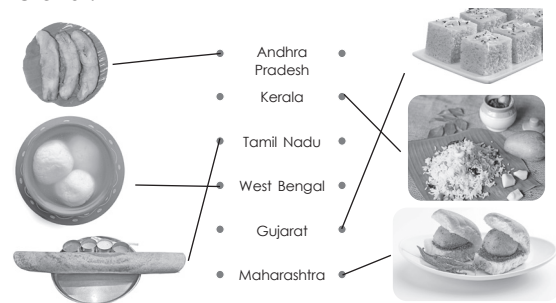 Andhra
Pradesh
Kerala
Tamil Nadu
West Bengal
Gujarat
Maharashtra